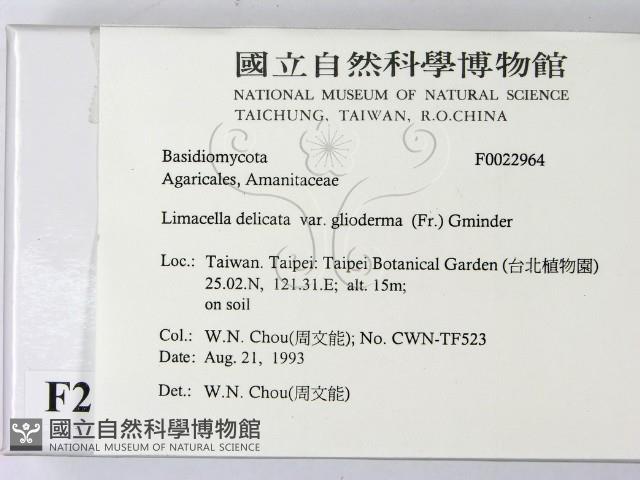 國立自然科學博物館
NATIONAL MUSEUM OF NATURAL SCIENCE
TAICHUNG, TAIWAN, R.O.CHINA
Basidiomycota F0022964
Agaricales, Amanitaceae
Limacella delicata var. glioderma (Fr.) Gminder
Loc.: Taiwan. Taipei: Taipei Botanical Garden (台北植物園)
25.02.N, 121.31.E; alt. 15m;
on soil
Col.: W.N. Chou(周文能); No. CWN-TF523
Date: Aug. 21, 1993
Det.: W.N. Chou(周文能)
F2
國立自然科學博物館
NATIONAL MUSEUM OF NATURAL SCIENCE